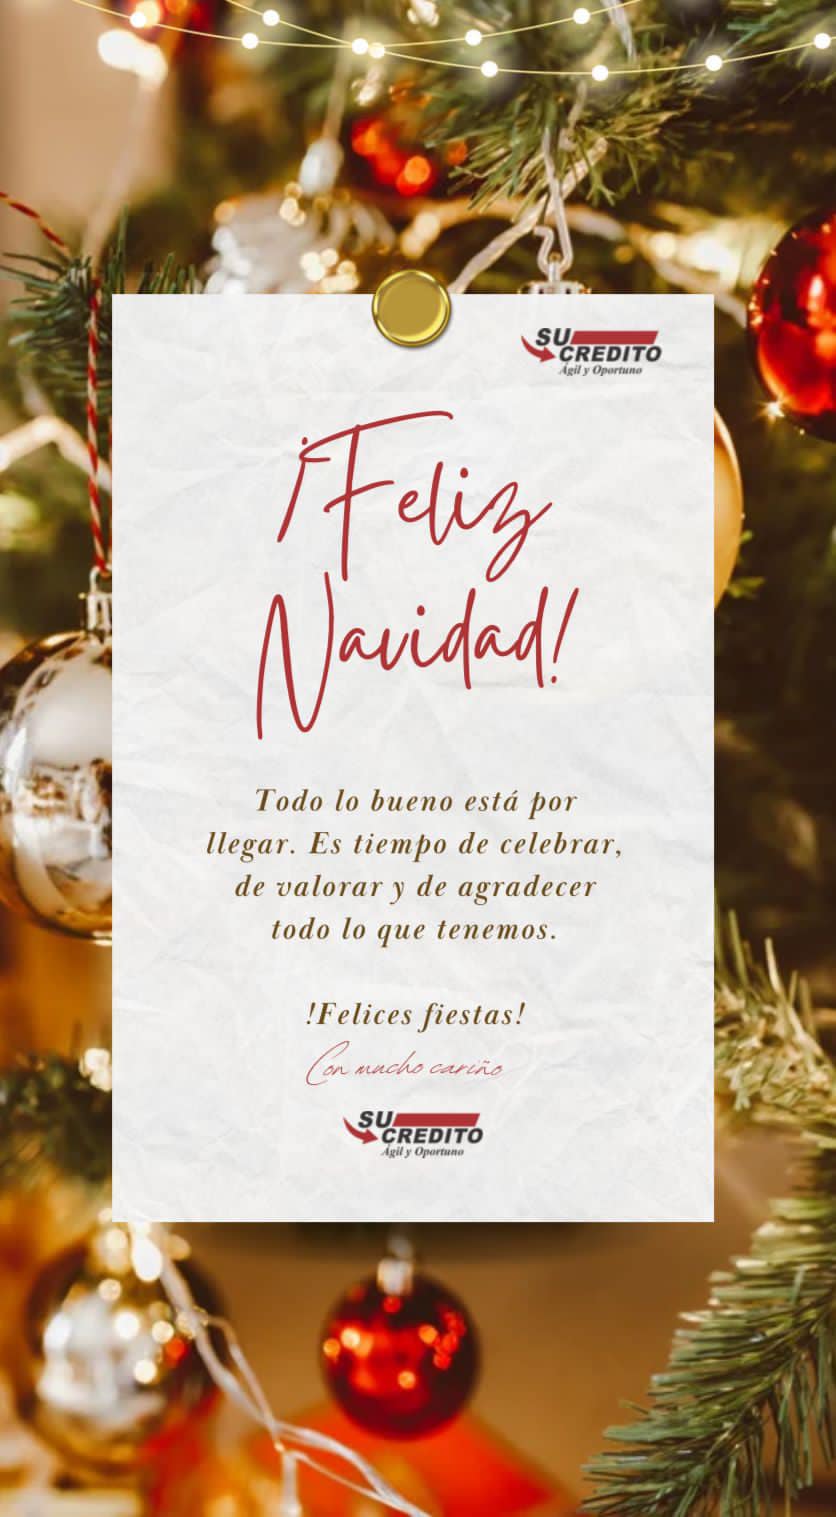 SU
CREDITO
Ágil y Oportuno
¡Feliz
Navidad!
Todo lo bueno está por
llegar. Es tiempo de celebrar,
de valorar y de agradecer
todo lo que tenemos.
!Felices fiestas!
Con mucho cariño
SU
CREDITO
Ágil y Oportuno